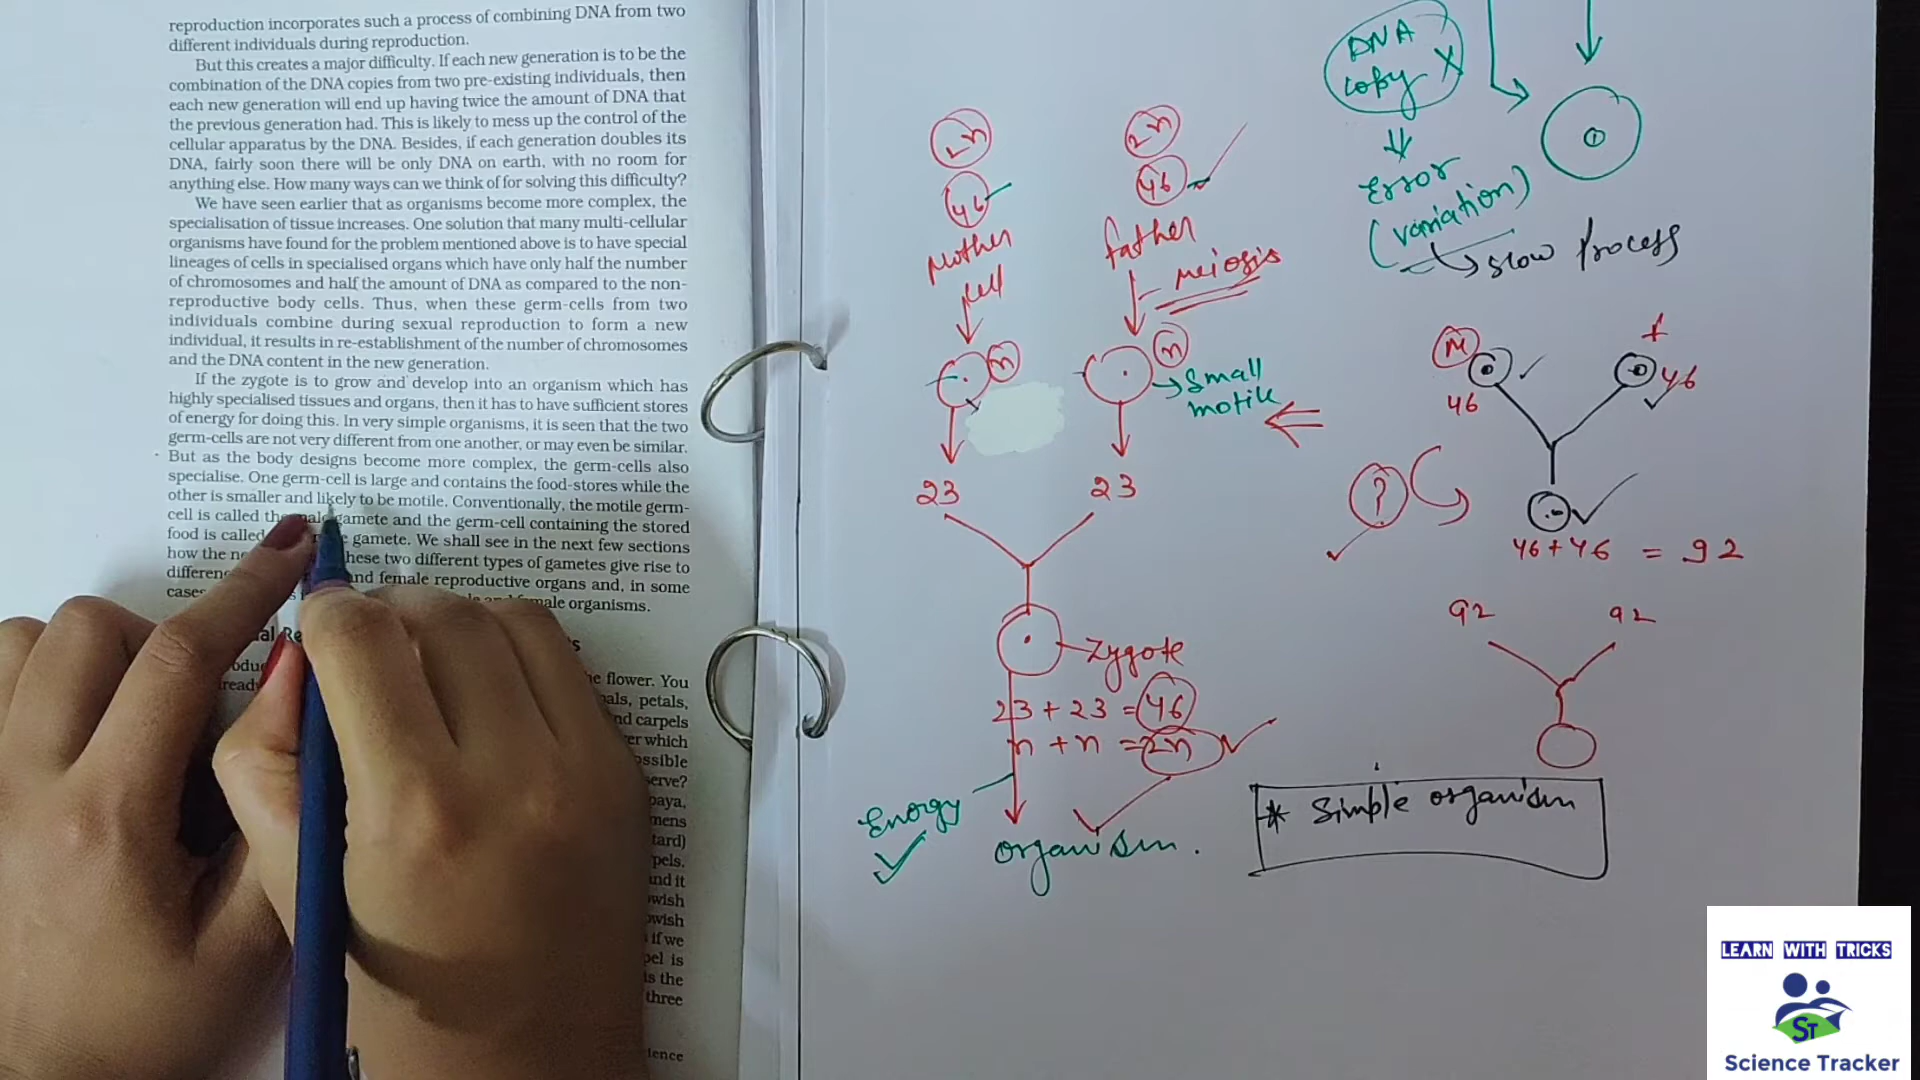 reproduction incorporates such a process of combining DNA from two
different individuals during reproduction.
But this creates a major difficulty. If each new generation is to be the
combination of the DNA copies from two pre-existing individuals, then
each new generation will end up having twice the amount of DNA that
the previous generation had. This is likely to mess up the control of the
cellular apparatus by the DNA. Besides, if each generation doubles its
DNA, fairly soon there will be only DNA on earth, with no room for
anything else. How many ways can we think of for solving this difficulty?
We have seen earlier that as organisms become more complex, the
specialisation of tissue increases. One solution that many multi-cellular
organisms have found for the problem mentioned above is to have special
lineages of cells in specialised organs which have only half the number
of chromosomes and half the amount of DNA as compared to the non-
reproductive body cells. Thus, when these germ-cells from two
individuals combine during sexual reproduction to form a new
individual, it results in re-establishment of the number of chromosomes
and the DNA content in the new generation.
If the zygote is to grow and develop into an organism which has
highly specialised tissues and organs, then it has to have sufficient stores
of energy for doing this. In very simple organisms, it is seen that the two
germ-cells are not very different from one another, or may even be similar.
But as the body designs become more complex, the germ-cells also
specialise. One germ-cell is large and contains the food-stores while the
other is smaller and likely to be motile. Conventionally, the motile germ-
cell is called the male gamete and the germ-cell containing the stored
food is called gamete. We shall see in the next few sections
how the these two different types of gametes give rise to
and female reproductive organs and, in some
male organisms.
flower. You
petals,
nd carpels
er which
ossible
serve?
paya,
mens
tard)
pels.
und it
wish
owish
if we
pel is
is the
three
ience
DNA
copy X
Error
(variation)
slow process
2n
2n
46
46
Mother
father
cell
meiosis
n
n
small
motile
23
23
Zygote
23 + 23 = 46
n + n = 2n
Energy
organism.
M
+
46
46
?
46 + 46 = 92
92
92
* Simple organism
LEARN WITH TRICKS
ST
Science Tracker